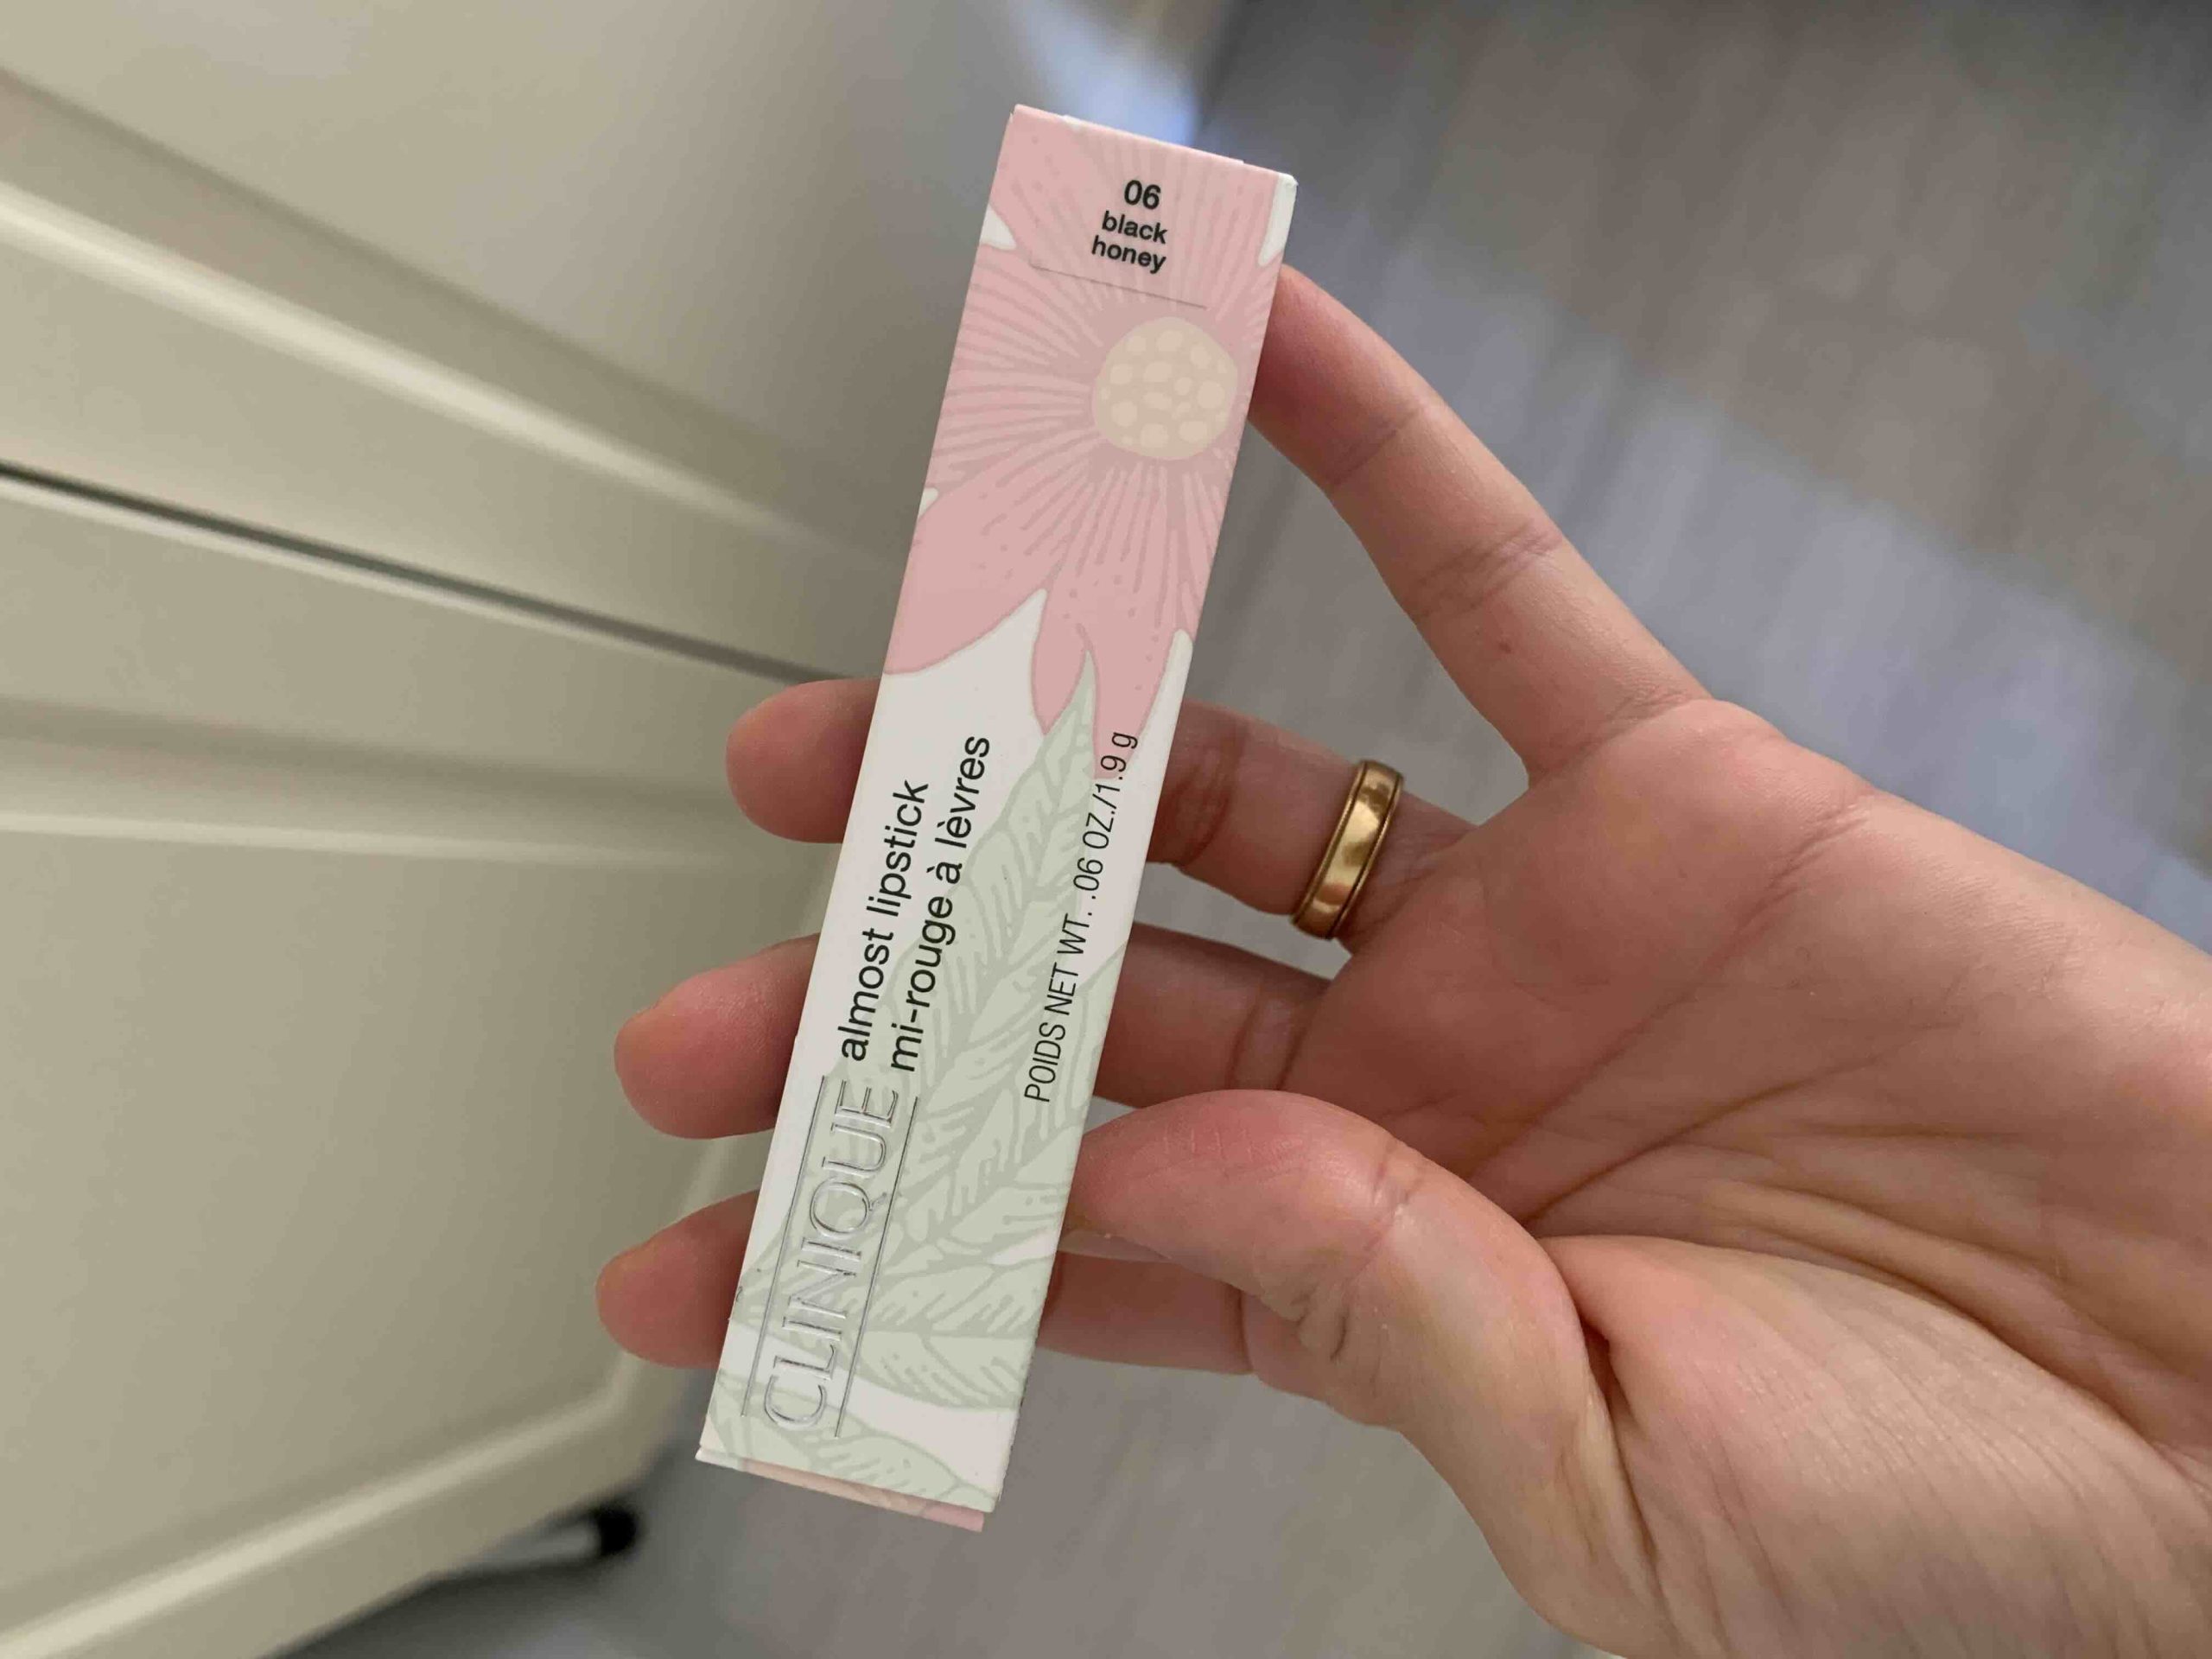 06
black
honey
CLINIQUE
almost lipstick
mi-rouge à lèvres
POIDS NET WT. .06 OZ./1.9 g